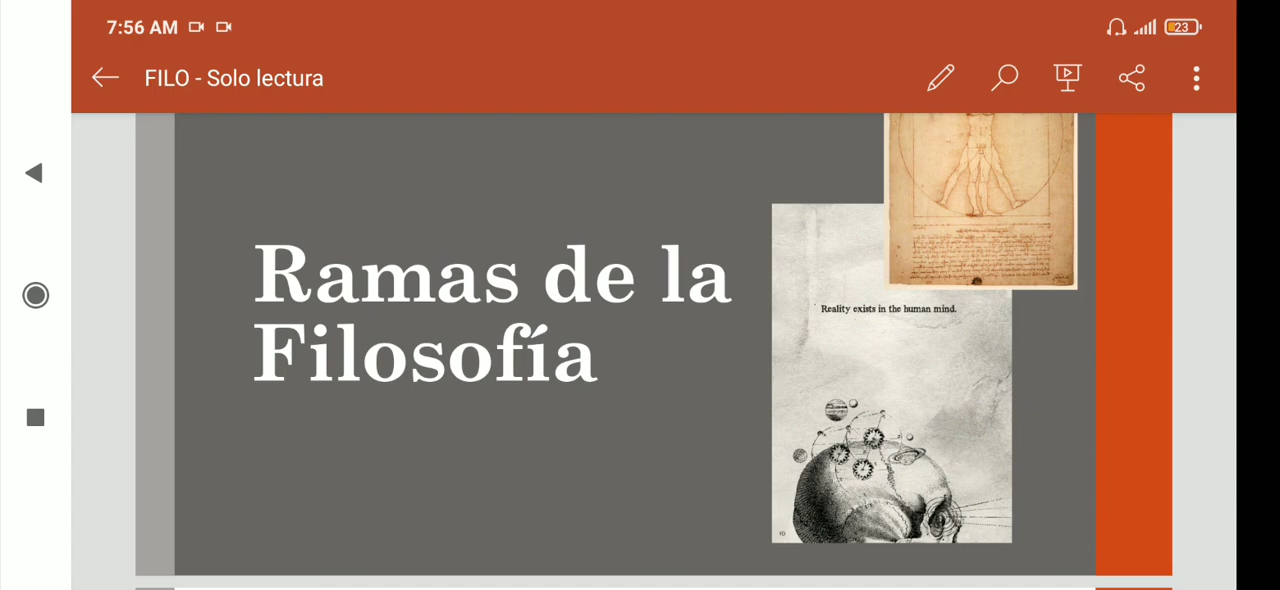 7:56 AM
23
FILO - Solo lectura
Ramas de la
Filosofía
Reality exists in the human mind.